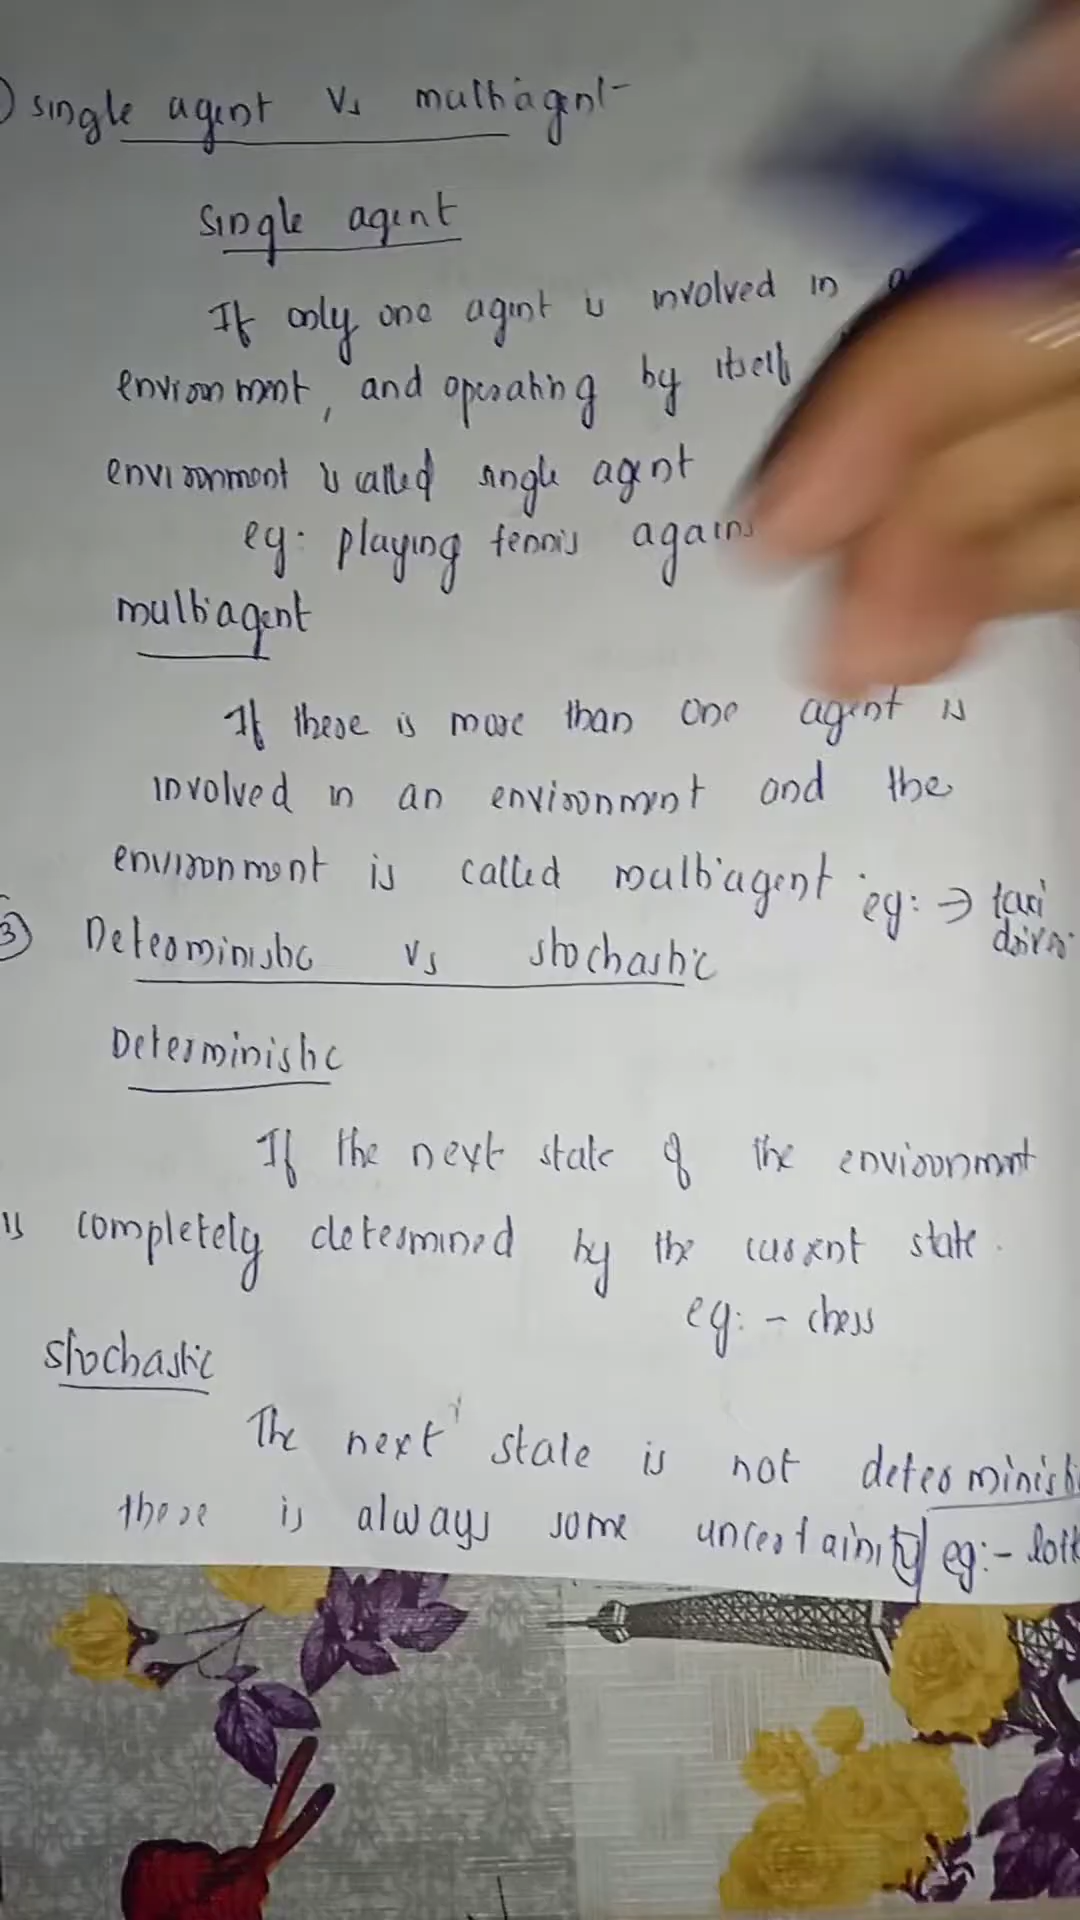 ) single agent Vs multiagent
Single agent
If only one agent is involved in
environment, and operating by itself
environment is called single agent
eg: playing tennis
multiagent
If there is more than one agent is
involved in an environment and the
environment is called multiagent eg: → taxi
③ Deterministic vs stochastic
Deterministic
If the next state of the environment
is completely determined by the current state.
eg: - chess
Stochastic
The next state is not
there is always some uncertainity eg:-